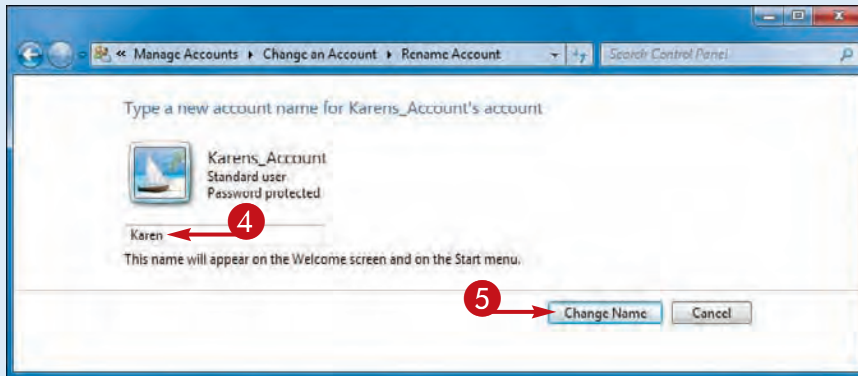 « Manage Accounts ▸ Change an Account ▸ Rename Account
Search Control Panel
Type a new account name for Karens_Account's account
Karens_Account
Standard user
Password protected
4
Karen
This name will appear on the Welcome screen and on the Start menu.
5
Change Name
Cancel